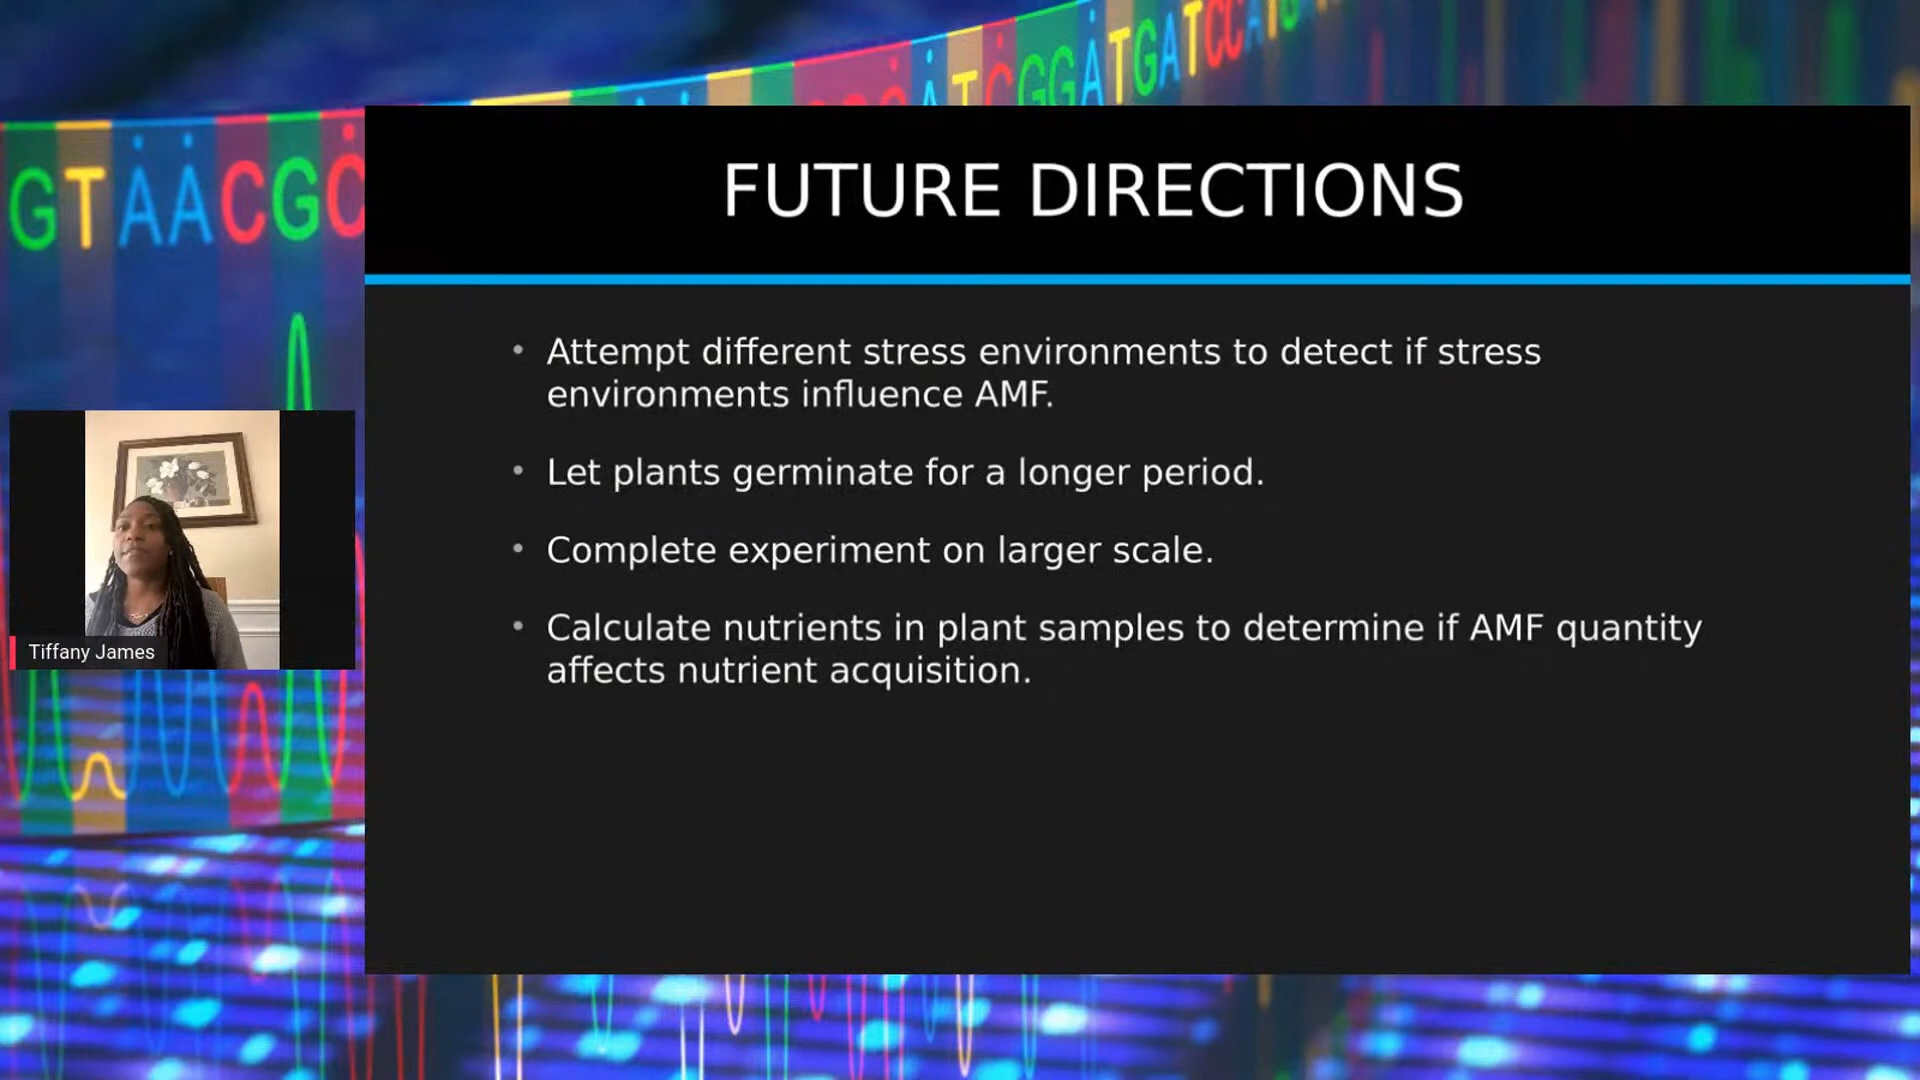 GTAACGC
ATCGGATGATCC
FUTURE DIRECTIONS
• Attempt different stress environments to detect if stress
environments influence AMF.
• Let plants germinate for a longer period.
• Complete experiment on larger scale.
• Calculate nutrients in plant samples to determine if AMF quantity
affects nutrient acquisition.
Tiffany James